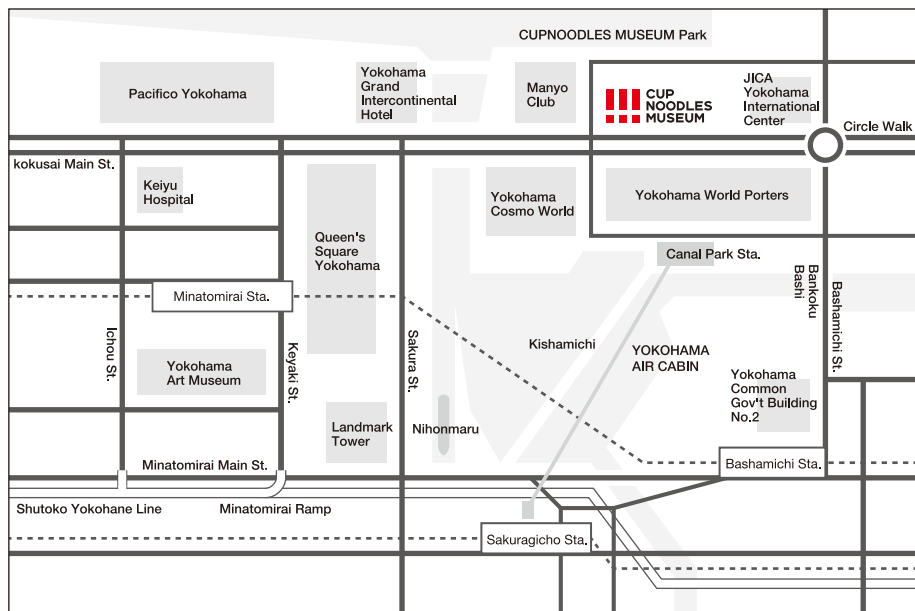 CUPNOODLES MUSEUM Park
Pacifico Yokohama
Yokohama
Grand
Intercontinental
Hotel
Manyo
Club
CUP
NOODLES
MUSEUM
JICA
Yokohama
International
Center
Circle Walk
kokusai Main St.
Keiyu
Hospital
Queen's
Square
Yokohama
Yokohama
Cosmo World
Yokohama World Porters
Canal Park Sta.
Bankoku
Bashi
Bashamichi St.
Minatomirai Sta.
Ichou St.
Keyaki St.
Sakura St.
Kishamichi
YOKOHAMA
AIR CABIN
Yokohama
Art Museum
Yokohama
Common
Gov't Building
No.2
Landmark
Tower
Nihonmaru
Minatomirai Main St.
Bashamichi Sta.
Shutoko Yokohane Line
Minatomirai Ramp
Sakuragicho Sta.